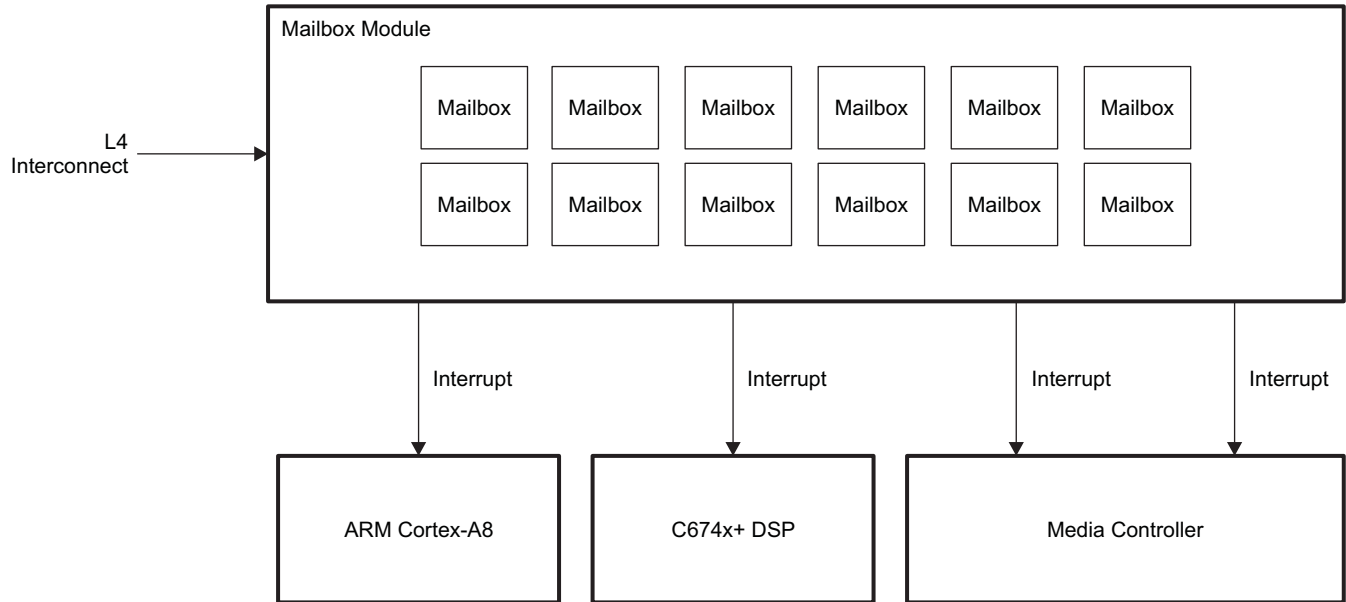 Mailbox Module
Mailbox Mailbox Mailbox Mailbox Mailbox Mailbox
L4
Interconnect
Mailbox Mailbox Mailbox Mailbox Mailbox Mailbox
Interrupt Interrupt Interrupt Interrupt
ARM Cortex-A8 C674x+ DSP Media Controller